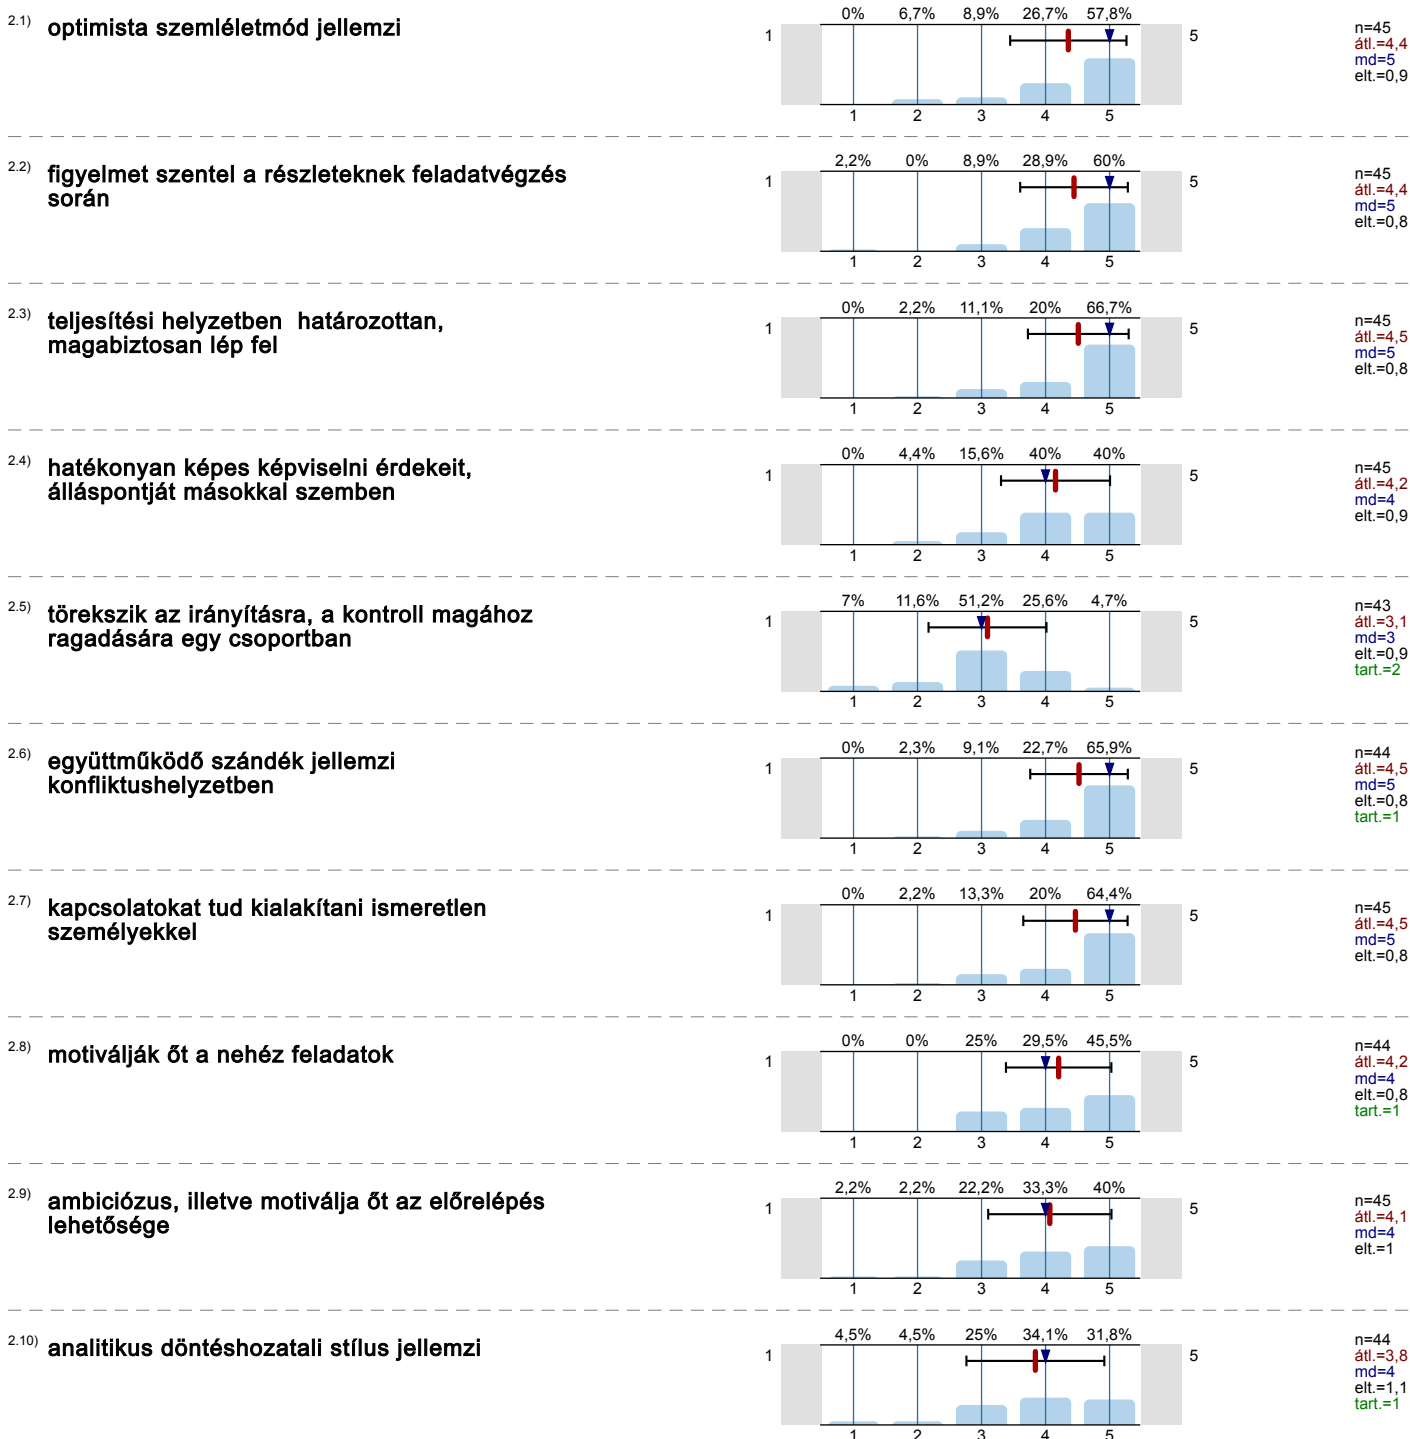 2.1) optimista szemléletmód jellemzi
0% 6,7% 8,9% 26,7% 57,8%
1 5
1 2 3 4 5
n=45
átl.=4,4
md=5
elt.=0,9
2.2) figyelmet szentel a részleteknek feladatvégzés
során
2,2% 0% 8,9% 28,9% 60%
1 5
1 2 3 4 5
n=45
átl.=4,4
md=5
elt.=0,8
2.3) teljesítési helyzetben  határozottan,
magabiztosan lép fel
0% 2,2% 11,1% 20% 66,7%
1 5
1 2 3 4 5
n=45
átl.=4,5
md=5
elt.=0,8
2.4) hatékonyan képes képviselni érdekeit,
álláspontját másokkal szemben
0% 4,4% 15,6% 40% 40%
1 5
1 2 3 4 5
n=45
átl.=4,2
md=4
elt.=0,9
2.5) törekszik az irányításra, a kontroll magához
ragadására egy csoportban
7% 11,6% 51,2% 25,6% 4,7%
1 5
1 2 3 4 5
n=43
átl.=3,1
md=3
elt.=0,9
tart.=2
2.6) együttműködő szándék jellemzi
konfliktushelyzetben
0% 2,3% 9,1% 22,7% 65,9%
1 5
1 2 3 4 5
n=44
átl.=4,5
md=5
elt.=0,8
tart.=1
2.7) kapcsolatokat tud kialakítani ismeretlen
személyekkel
0% 2,2% 13,3% 20% 64,4%
1 5
1 2 3 4 5
n=45
átl.=4,5
md=5
elt.=0,8
2.8) motiválják őt a nehéz feladatok
0% 0% 25% 29,5% 45,5%
1 5
1 2 3 4 5
n=44
átl.=4,2
md=4
elt.=0,8
tart.=1
2.9) ambiciózus, illetve motiválja őt az előrelépés
lehetősége
2,2% 2,2% 22,2% 33,3% 40%
1 5
1 2 3 4 5
n=45
átl.=4,1
md=4
elt.=1
2.10) analitikus döntéshozatali stílus jellemzi
4,5% 4,5% 25% 34,1% 31,8%
1 5
1 2 3 4 5
n=44
átl.=3,8
md=4
elt.=1,1
tart.=1